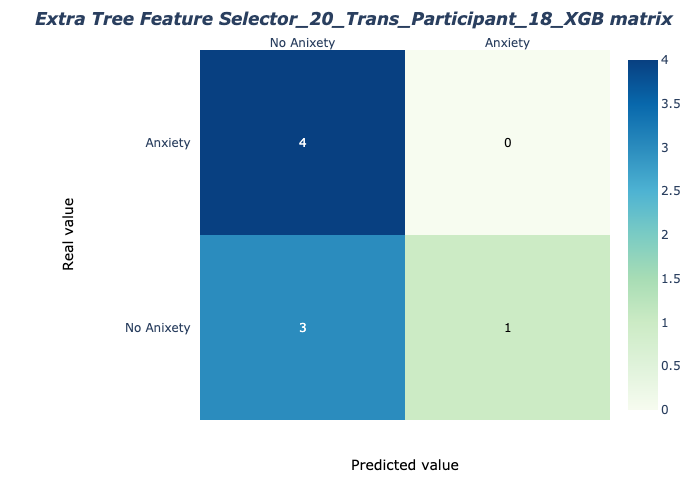 Extra Tree Feature Selector_20_Trans_Participant_18_XGB matrix
No Anixety Anxiety
4
3.5
3
2.5
2
1.5
1
0.5
0
Anxiety 4 0
No Anixety 3 1
Real value
Predicted value